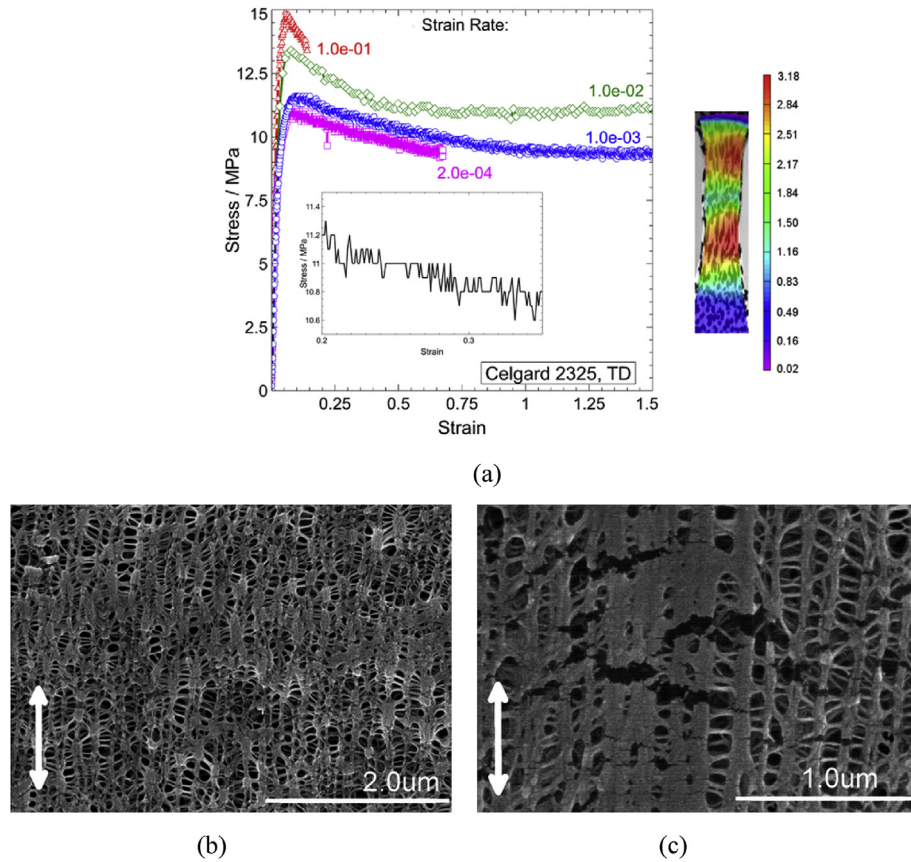 Strain Rate:
1.0e-01
1.0e-02
1.0e-03
2.0e-04
Stress / MPa
15
12.5
10
7.5
5
2.5
0
0.25
0.5
0.75
1
1.25
1.5
Strain
Stress / MPa
11.4
11.2
11
10.8
10.6
0.2
0.3
Strain
Celgard 2325, TD
3.18
2.84
2.51
2.17
1.84
1.50
1.16
0.83
0.49
0.16
0.02
(a)
2.0um
1.0um
(b)
(c)